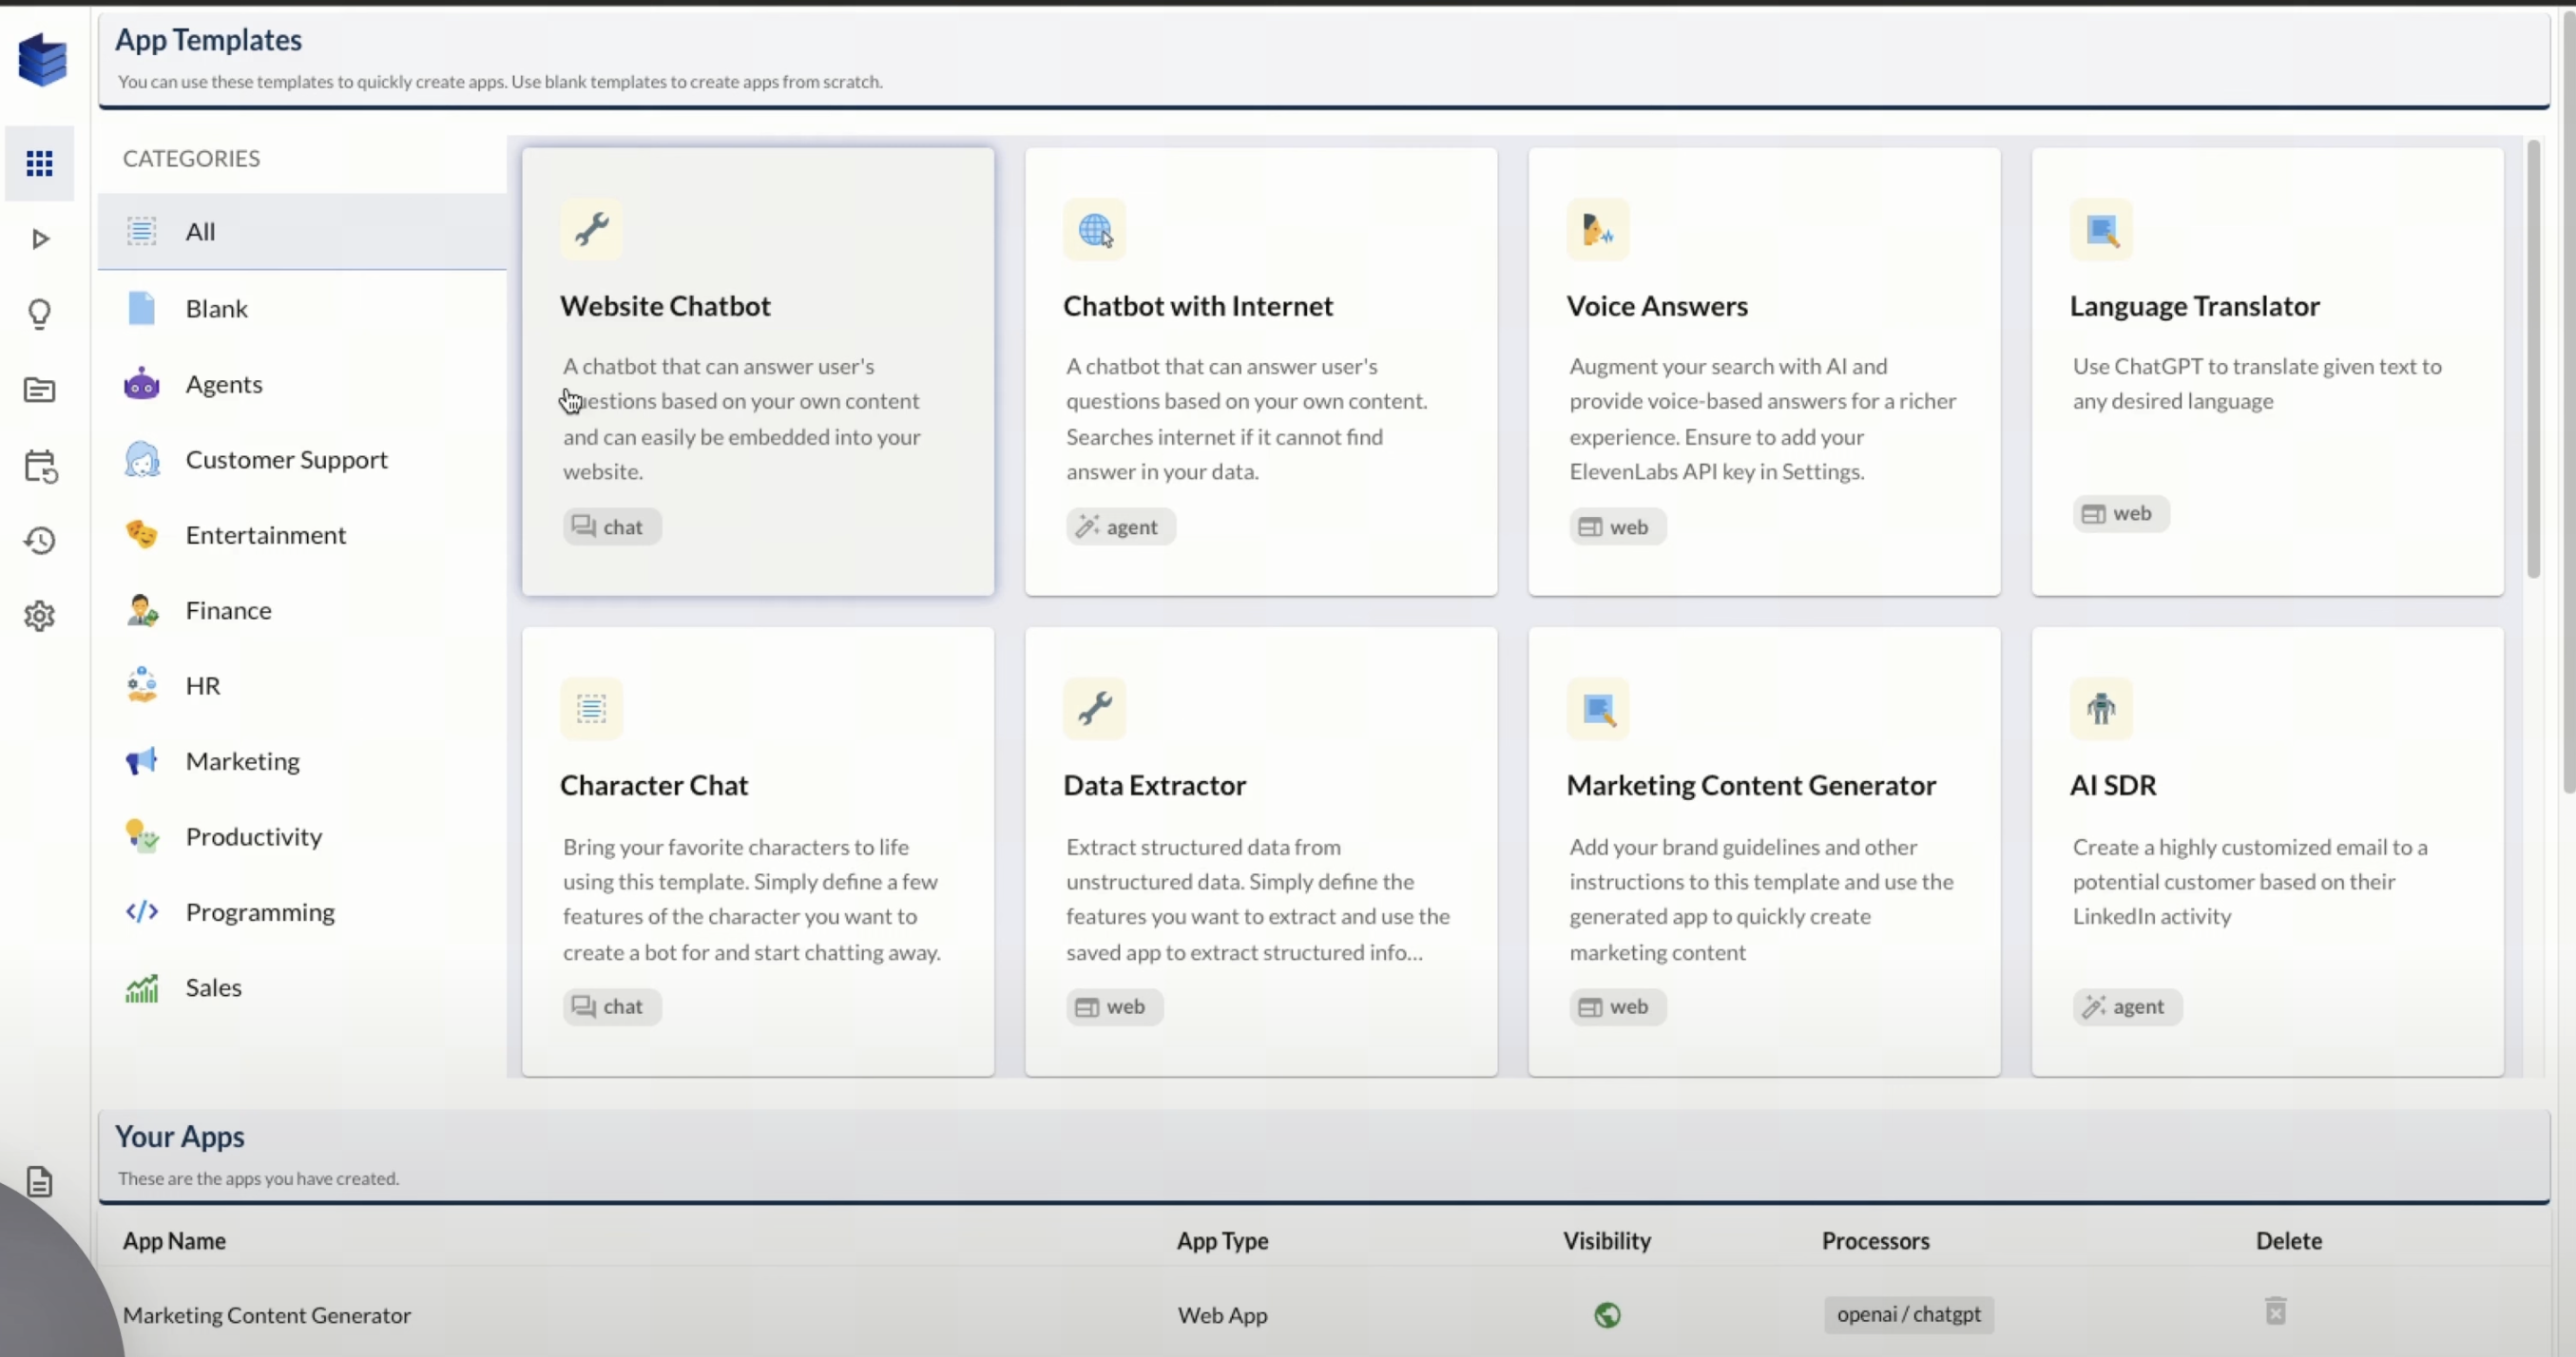 App Templates
You can use these templates to quickly create apps. Use blank templates to create apps from scratch.
CATEGORIES
All
Blank
Agents
Customer Support
Entertainment
Finance
HR
Marketing
Productivity
Programming
Sales
Website Chatbot
A chatbot that can answer user's
questions based on your own content
and can easily be embedded into your
website.
chat
Chatbot with Internet
A chatbot that can answer user's
questions based on your own content.
Searches internet if it cannot find
answer in your data.
agent
Voice Answers
Augment your search with AI and
provide voice-based answers for a richer
experience. Ensure to add your
ElevenLabs API key in Settings.
web
Language Translator
Use ChatGPT to translate given text to
any desired language
web
Character Chat
Bring your favorite characters to life
using this template. Simply define a few
features of the character you want to
create a bot for and start chatting away.
chat
Data Extractor
Extract structured data from
unstructured data. Simply define the
features you want to extract and use the
saved app to extract structured info...
web
Marketing Content Generator
Add your brand guidelines and other
instructions to this template and use the
generated app to quickly create
marketing content
web
AI SDR
Create a highly customized email to a
potential customer based on their
LinkedIn activity
agent
Your Apps
These are the apps you have created.
App Name App Type Visibility Processors Delete
Marketing Content Generator Web App openai / chatgpt